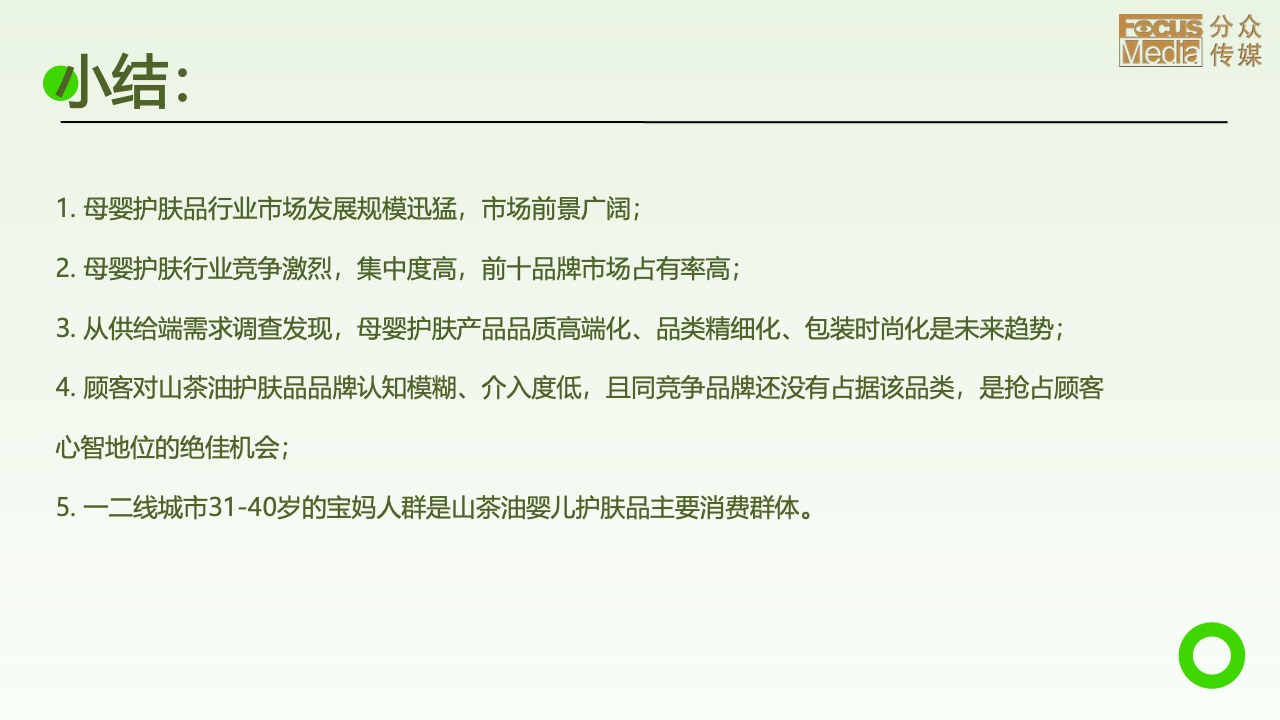 Focus Media 分众传媒
小结：
1. 母婴护肤品行业市场发展规模迅猛，市场前景广阔；
2. 母婴护肤行业竞争激烈，集中度高，前十品牌市场占有率高；
3. 从供给端需求调查发现，母婴护肤产品品质高端化、品类精细化、包装时尚化是未来趋势；
4. 顾客对山茶油护肤品品牌认知模糊、介入度低，且同竞争品牌还没有占据该品类，是抢占顾客
心智地位的绝佳机会；
5. 一二线城市31-40岁的宝妈人群是山茶油婴儿护肤品主要消费群体。